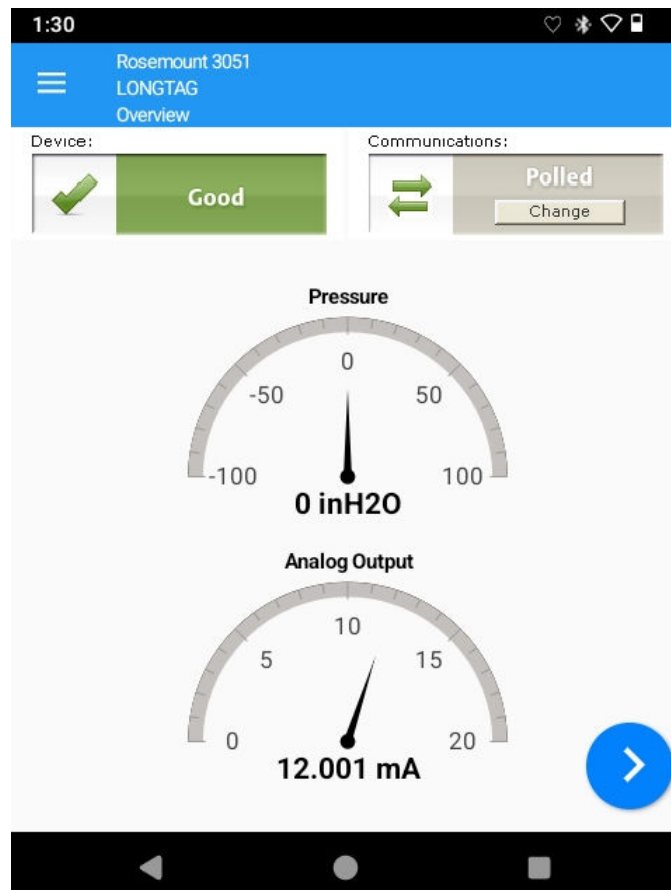 1:30
Rosemount 3051
LONGTAG
Overview
Device:
Good
Communications:
Polled
Change
Pressure
0
-50
50
-100
100
0 inH2O
Analog Output
10
5
15
0
20
12.001 mA